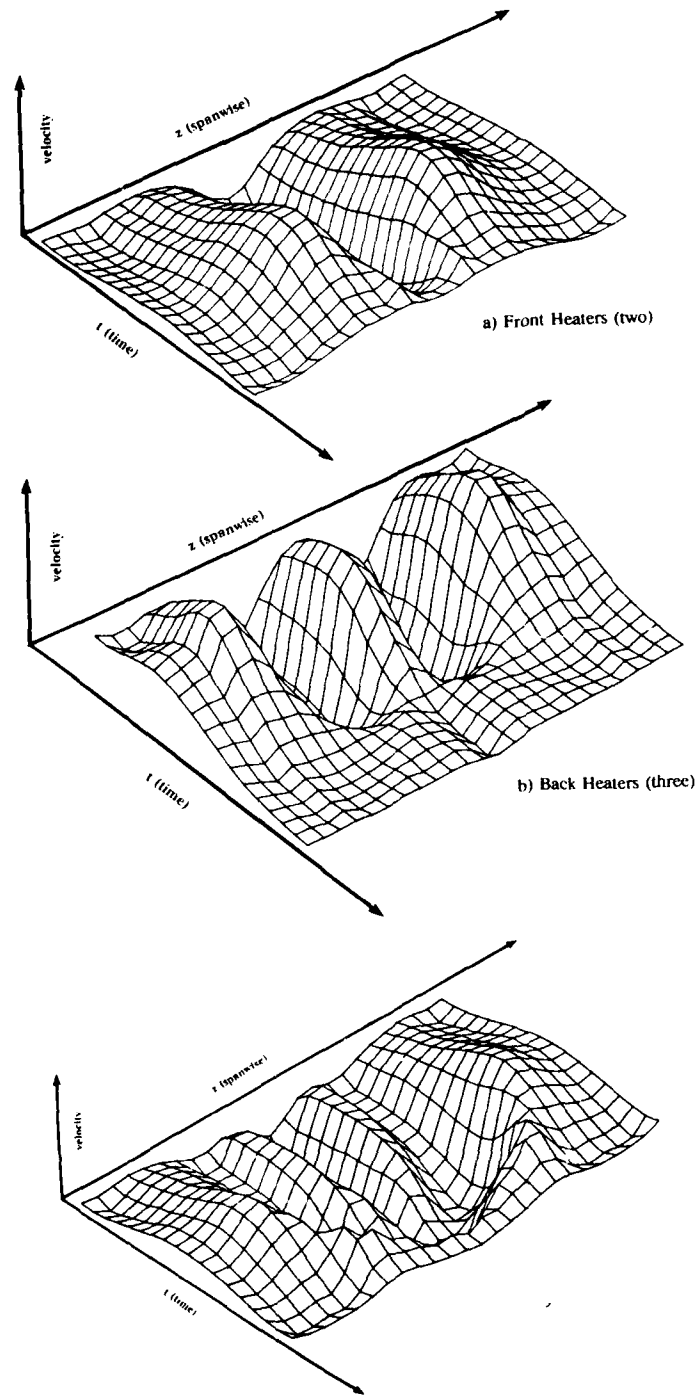 velocity
z (spanwise)
t (time)
a) Front Heaters (two)
velocity
z (spanwise)
t (time)
b) Back Heaters (three)
velocity
z (spanwise)
t (time)